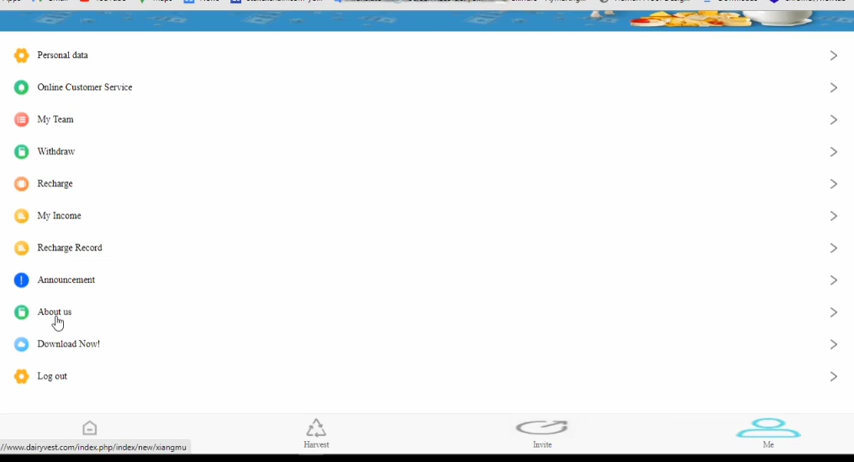 Personal data
Online Customer Service
My Team
Withdraw
Recharge
My Income
Recharge Record
Announcement
About us
Download Now!
Log out
Harvest
Invite
Me
//www.dairyvest.com/index.php/index/new/xiangmu